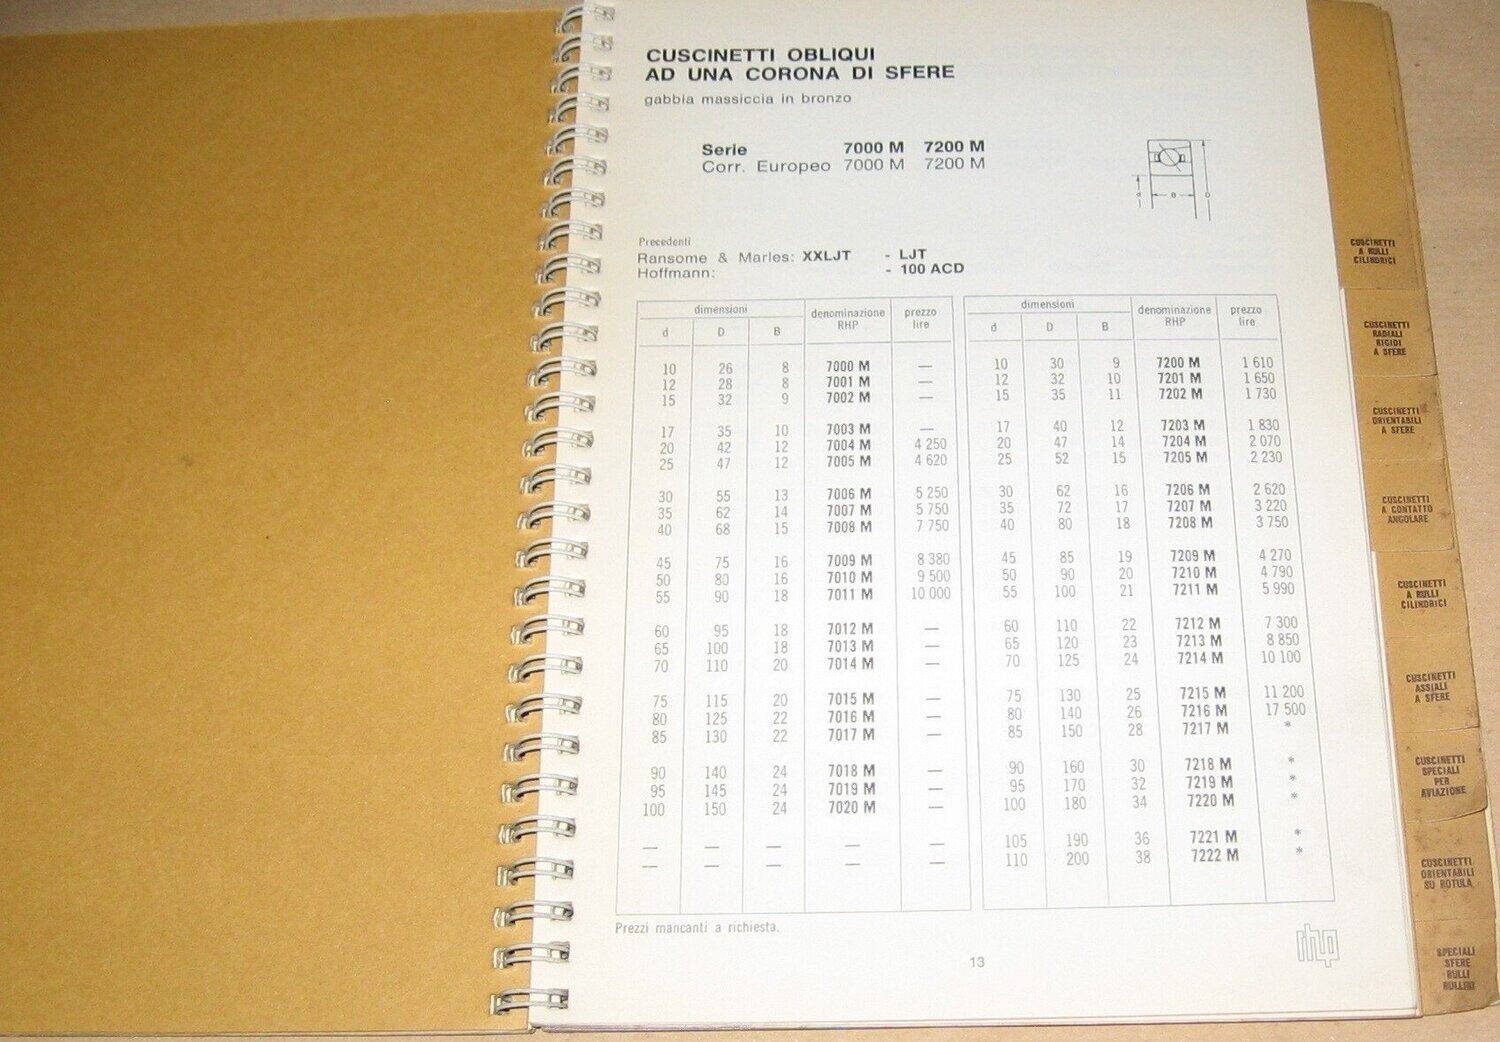 CUSCINETTI OBLIQUI
AD UNA CORONA DI SFERE
gabbia massiccia in bronzo
Serie 7000 M 7200 M
Corr. Europeo 7000 M 7200 M
d B D
Precedenti
Ransome & Marles: XXLJT - LJT
Hoffmann: - 100 ACD
dimensioni denominazione RHP prezzo lire
d D B
10 26 8 7000 M —
12 28 8 7001 M —
15 32 9 7002 M —
17 35 10 7003 M —
20 42 12 7004 M 4 250
25 47 12 7005 M 4 620
30 55 13 7006 M 5 250
35 62 14 7007 M 5 750
40 68 15 7008 M 7 750
45 75 16 7009 M 8 380
50 80 16 7010 M 9 500
55 90 18 7011 M 10 000
60 95 18 7012 M —
65 100 18 7013 M —
70 110 20 7014 M —
75 115 20 7015 M —
80 125 22 7016 M —
85 130 22 7017 M —
90 140 24 7018 M —
95 145 24 7019 M —
100 150 24 7020 M —
— — — — —
— — — — —
dimensioni denominazione RHP prezzo lire
d D B
10 30 9 7200 M 1 610
12 32 10 7201 M 1 650
15 35 11 7202 M 1 730
17 40 12 7203 M 1 830
20 47 14 7204 M 2 070
25 52 15 7205 M 2 230
30 62 16 7206 M 2 620
35 72 17 7207 M 3 220
40 80 18 7208 M 3 750
45 85 19 7209 M 4 270
50 90 20 7210 M 4 790
55 100 21 7211 M 5 990
60 110 22 7212 M 7 300
65 120 23 7213 M 8 850
70 125 24 7214 M 10 100
75 130 25 7215 M 11 200
80 140 26 7216 M 17 500
85 150 28 7217 M *
90 160 30 7218 M *
95 170 32 7219 M *
100 180 34 7220 M *
105 190 36 7221 M *
110 200 38 7222 M *
Prezzi mancanti a richiesta.
13
rhp
CUSCINETTI
A RULLI
CILINDRICI
CUSCINETTI
RADIALI
RIGIDI
A SFERE
CUSCINETTI
ORIENTABILI
A SFERE
CUSCINETTI
A CONTATTO
ANGOLARE
CUSCINETTI
A RULLI
CILINDRICI
CUSCINETTI
ASSIALI
A SFERE
CUSCINETTI
SPECIALI
PER
AVIAZIONE
CUSCINETTI
ORIENTABILI
SU ROTULA
SPECIALI
SFERE
RULLI
RULLINI